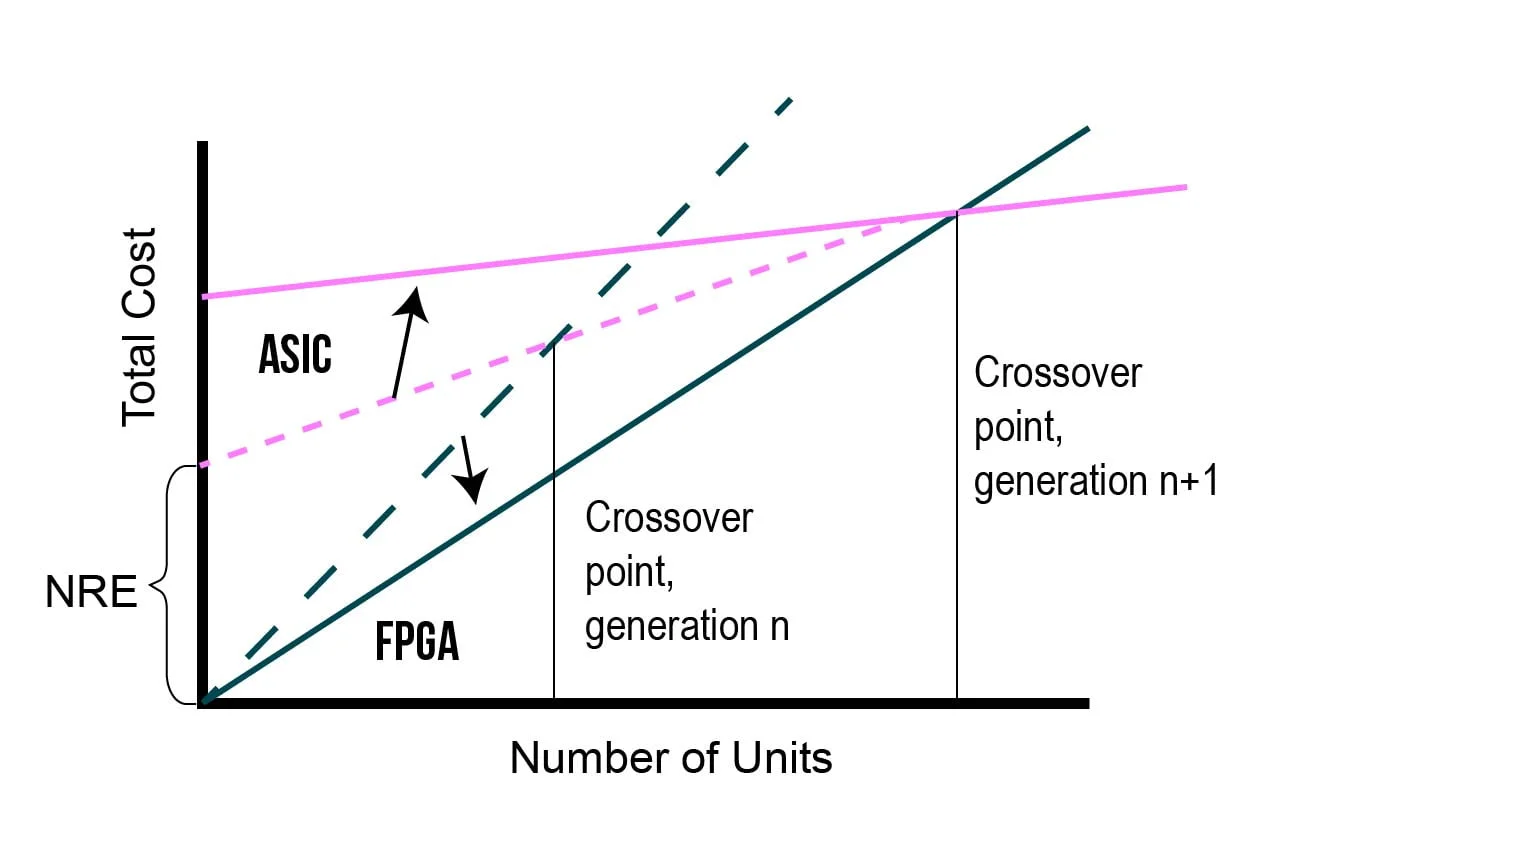 Total Cost
ASIC
NRE
FPGA
Crossover
point,
generation n
Crossover
point,
generation n+1
Number of Units